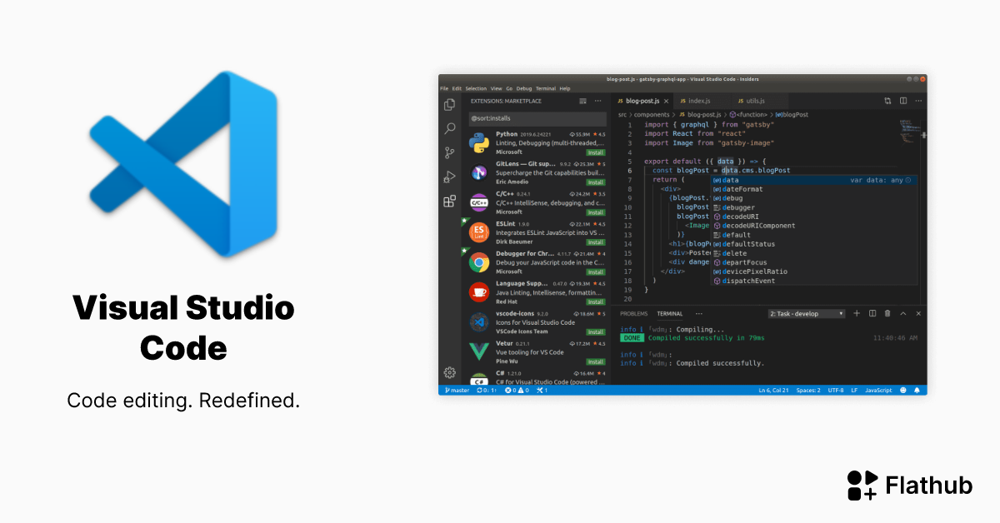 Visual Studio
Code
Code editing. Redefined.
blog-post.js - gatsby-graphql-app - Visual Studio Code - Insiders
File Edit Selection View Go Debug Terminal Help
EXTENSIONS: MARKETPLACE
@sort:installs
Python 2019.6.24221 55.9M 4.5
Linting, Debugging (multi-threaded,...
Microsoft Install
GitLens — Git sup... 9.9.2 25.3M 5
Supercharge the Git capabilities buil...
Eric Amodio Install
C/C++
C/C++ 0.24.1 24.2M 3.5
C/C++ IntelliSense, debugging, and c...
Microsoft Install
ES
Lint
ESLint 1.9.0 22.1M 4.5
Integrates ESLint JavaScript into VS ...
Dirk Baeumer Install
Debugger for Chr... 4.11.7 21.4M 4
Debug your JavaScript code in the C...
Microsoft Install
Language Supp... 0.47.0 19.3M 4.5
Java Linting, Intellisense, formattin...
Red Hat Install
vscode-icons 9.2.0 18.6M 5
Icons for Visual Studio Code
VSCode Icons Team Install
Vetur 0.21.1 17.2M 4.5
Vue tooling for VS Code
Pine Wu Install
C#
C# 1.21.0 16.4M 4
C# for Visual Studio Code (powered ...
JS blog-post.js JS index.js JS utils.js
src > components > JS blog-post.js > <function> > blogPost
1 import { graphql } from "gatsby"
2 import React from "react"
3 import Image from "gatsby-image"
4
5 export default ({ data }) => {
6 const blogPost = data.cms.blogPost
7 return (
8 <div>
9 {blogPost.
10 blogPost
11 blogPost
12 <Image
13 )}
14 <h1>{blogP
15 <div>Poste
16 <div dange
17 </div>
18 )
19 }
20
data var data: any
dateFormat
debug
debugger
decodeURI
decodeURIComponent
default
defaultStatus
delete
departFocus
devicePixelRatio
dispatchEvent
PROBLEMS TERMINAL ... 2: Task - develop
info i ｢wdm｣: Compiling...
DONE Compiled successfully in 79ms 11:40:46 AM
info i ｢wdm｣:
info i ｢wdm｣: Compiled successfully.
master 0↓ 1↑ 0 0 1 Ln 6, Col 21 Spaces: 2 UTF-8 LF JavaScript
Flathub